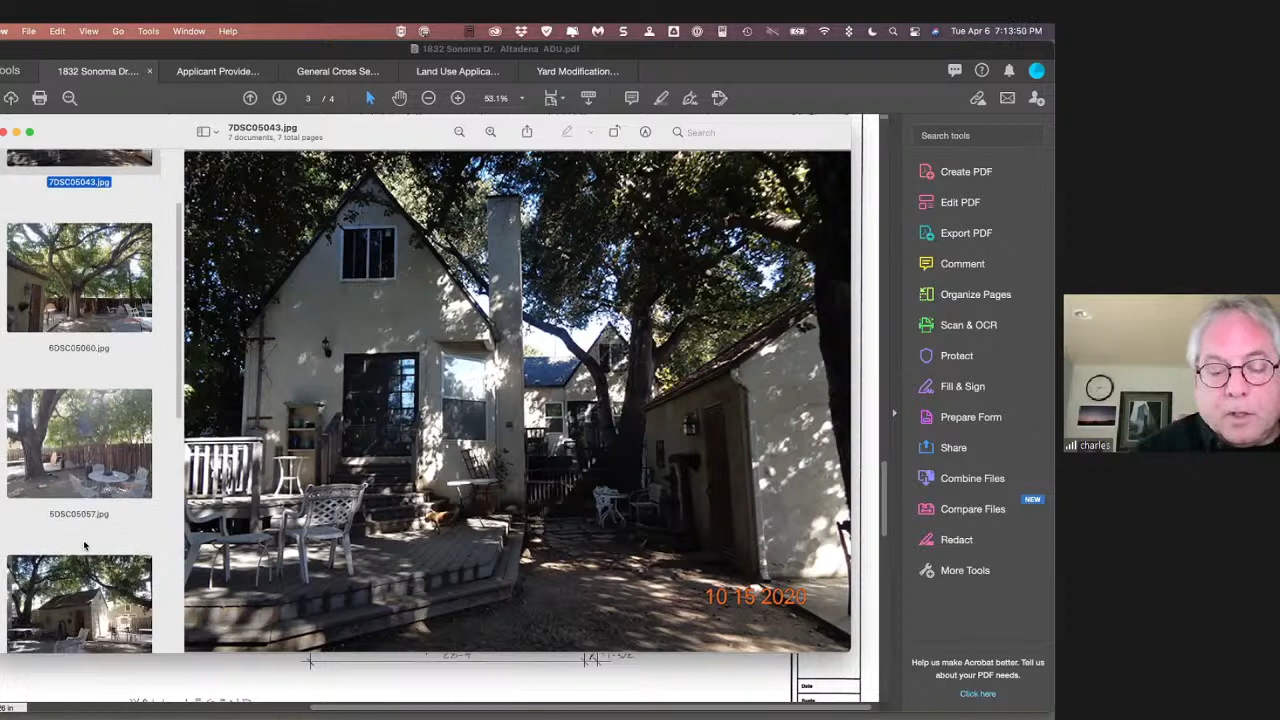 File Edit View Go Tools Window Help
Tue Apr 6 7:13:50 PM
1832 Sonoma Dr. Altadena ADU.pdf
1832 Sonoma Dr.... × Applicant Provide... General Cross Se... Land Use Applica... Yard Modification...
3 / 4
53.1%
7DSC05043.jpg
7 documents, 7 total pages
Search
Search tools
7DSC05043.jpg
6DSC05060.jpg
5DSC05057.jpg
10 15 2020
Create PDF
Edit PDF
Export PDF
Comment
Organize Pages
Scan & OCR
Protect
Fill & Sign
Prepare Form
Share
Combine Files
NEW
Compare Files
Redact
More Tools
Help us make Acrobat better. Tell us
about your PDF needs.
Click here
charles
Date